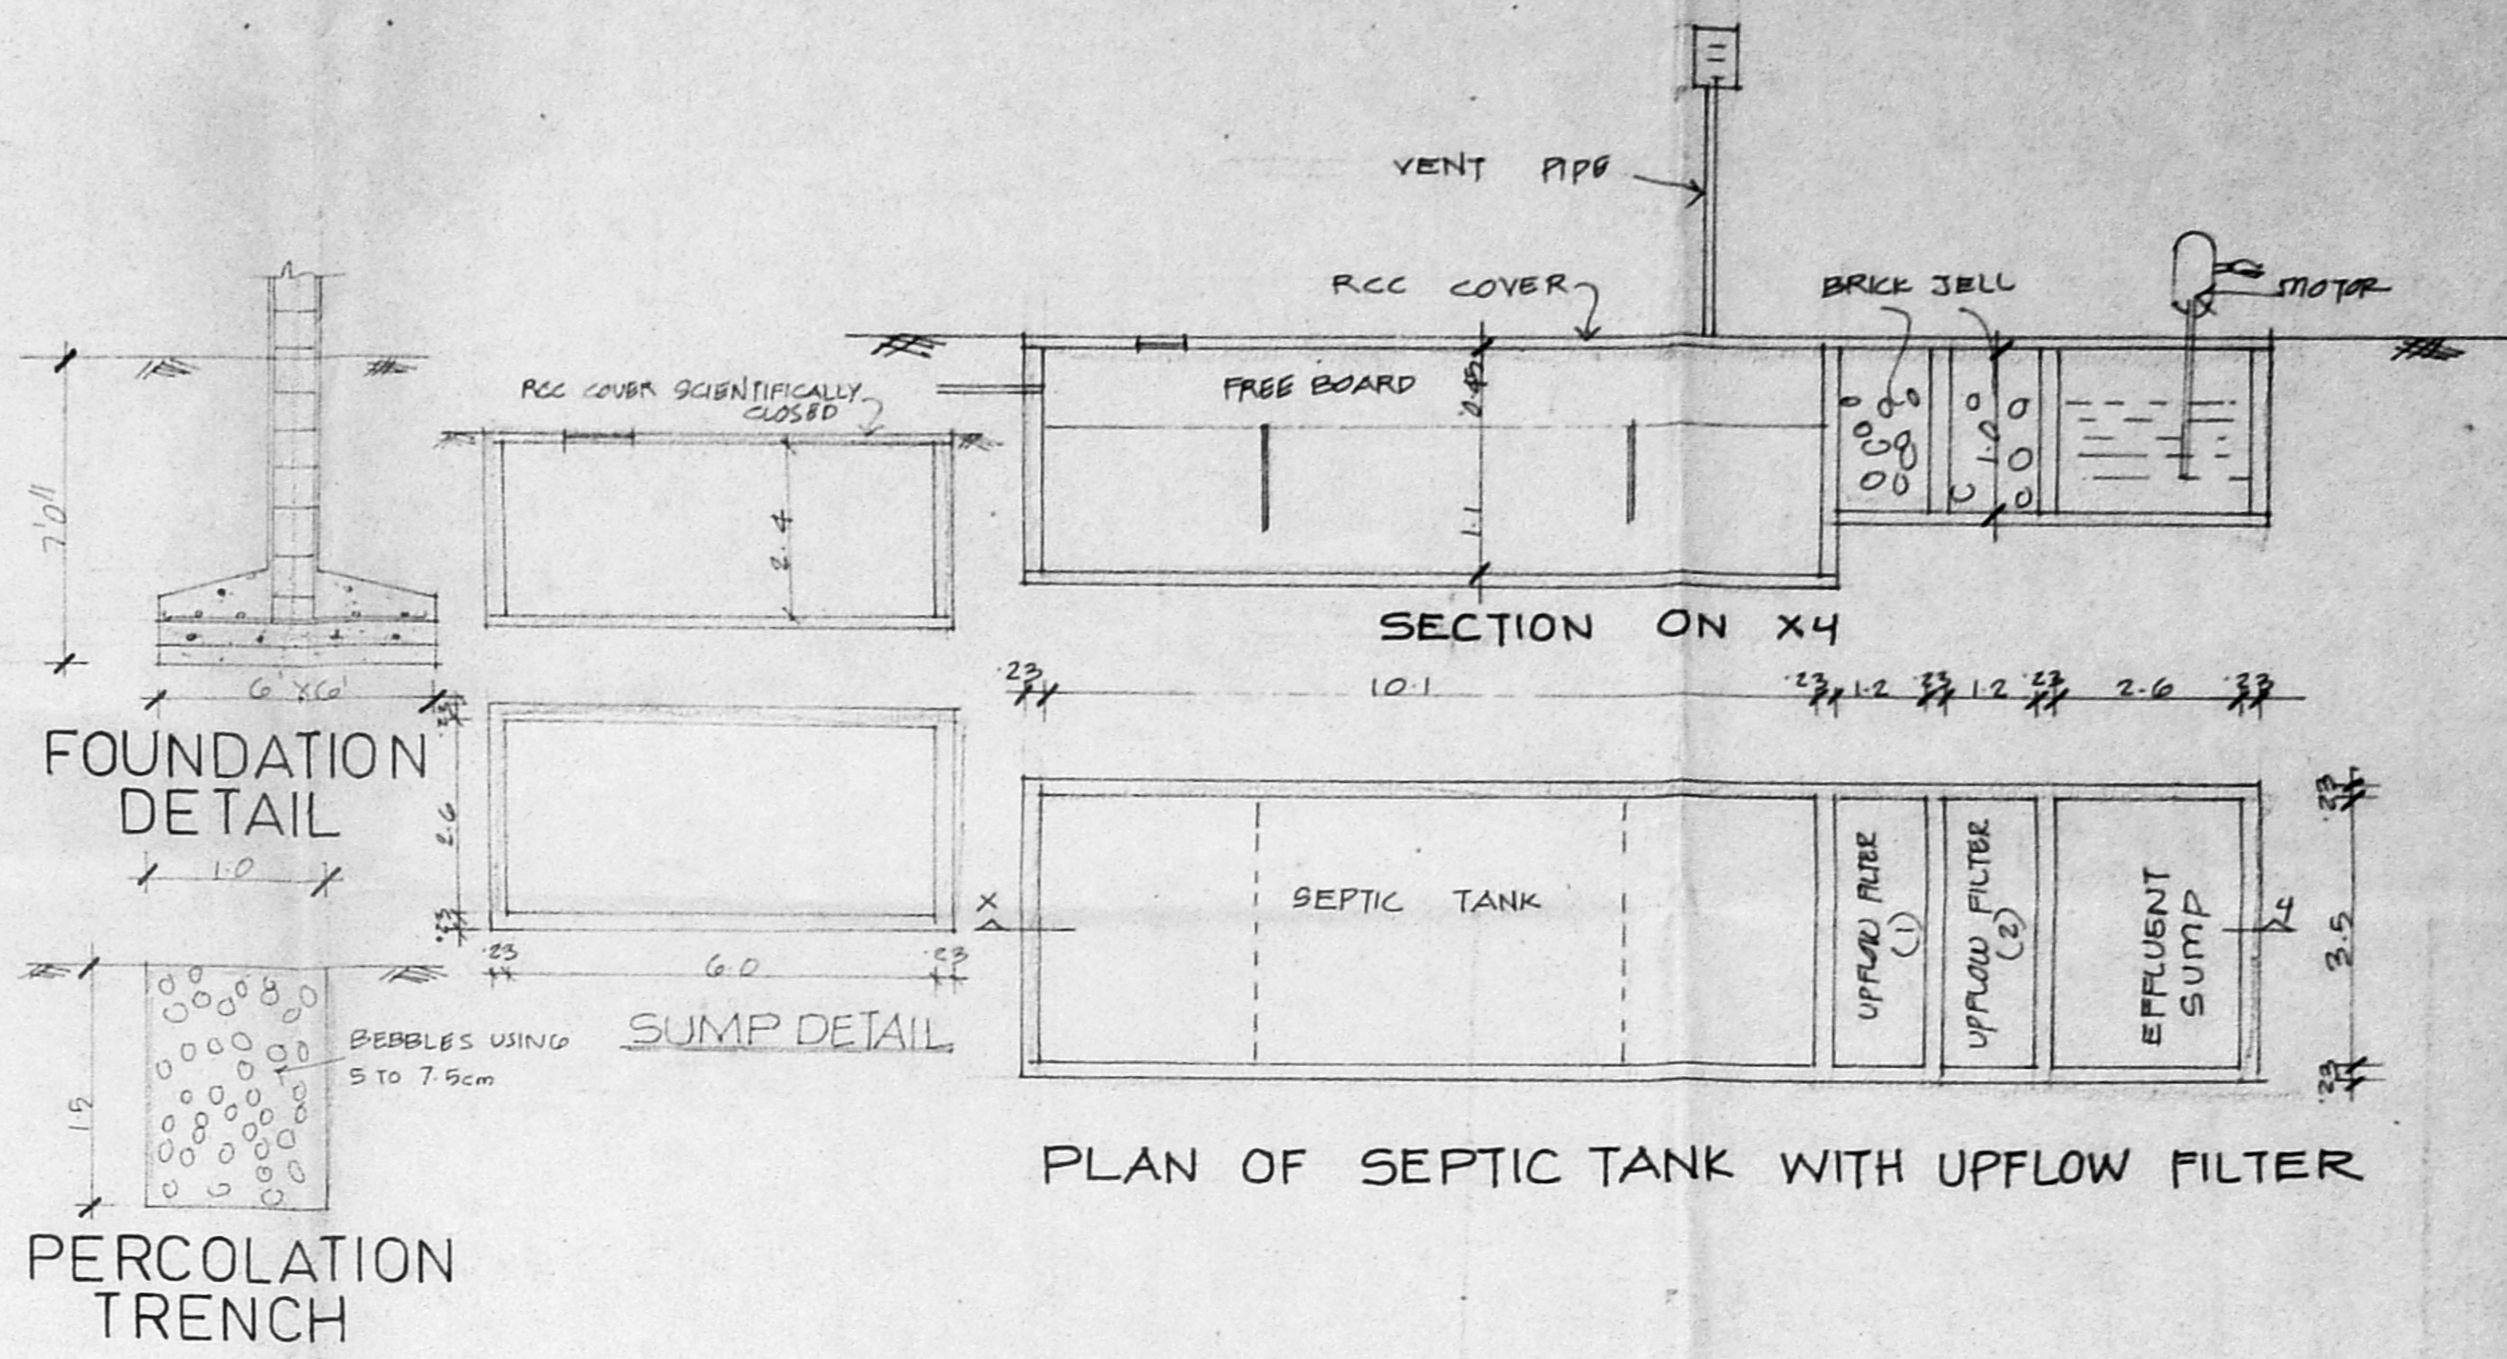 VENT PIPE
RCC COVER
BRICK JELL
MOTOR
RCC COVER SCIENTIFICALLY
CLOSED
FREE BOARD
0.45
1.0
7'0"
2.4
1.1
SECTION ON X4
6'X6'
.23
10.1
.23
1.2
.23
1.2
.23
2.6
.23
FOUNDATION
DETAIL
.23
2.6
.23
.23
6.0
.23
SUMP DETAIL
1.0
X
SEPTIC TANK
UPFLOW FILTER
(1)
UPFLOW FILTER
(2)
EFFLUENT
SUMP
.23
3.5
.23
BEBBLES USING
5 TO 7.5cm
1.5
PERCOLATION
TRENCH
PLAN OF SEPTIC TANK WITH UPFLOW FILTER